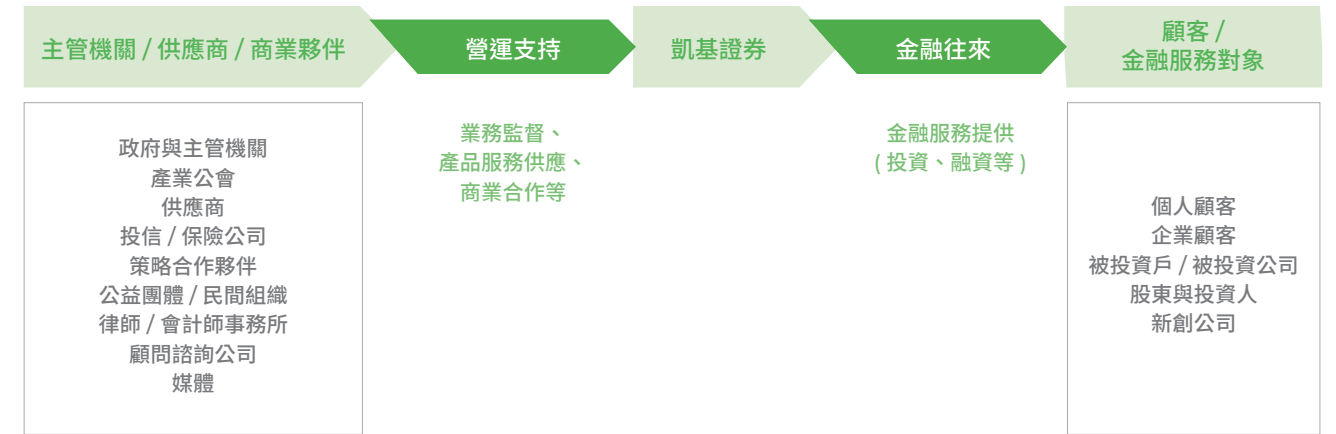 主管機關 / 供應商 / 商業夥伴
營運支持
凱基證券
金融往來
顧客 /
金融服務對象
政府與主管機關
產業公會
供應商
投信 / 保險公司
策略合作夥伴
公益團體 / 民間組織
律師 / 會計師事務所
顧問諮詢公司
媒體
業務監督、
產品服務供應、
商業合作等
金融服務提供
( 投資、融資等 )
個人顧客
企業顧客
被投資戶 / 被投資公司
股東與投資人
新創公司